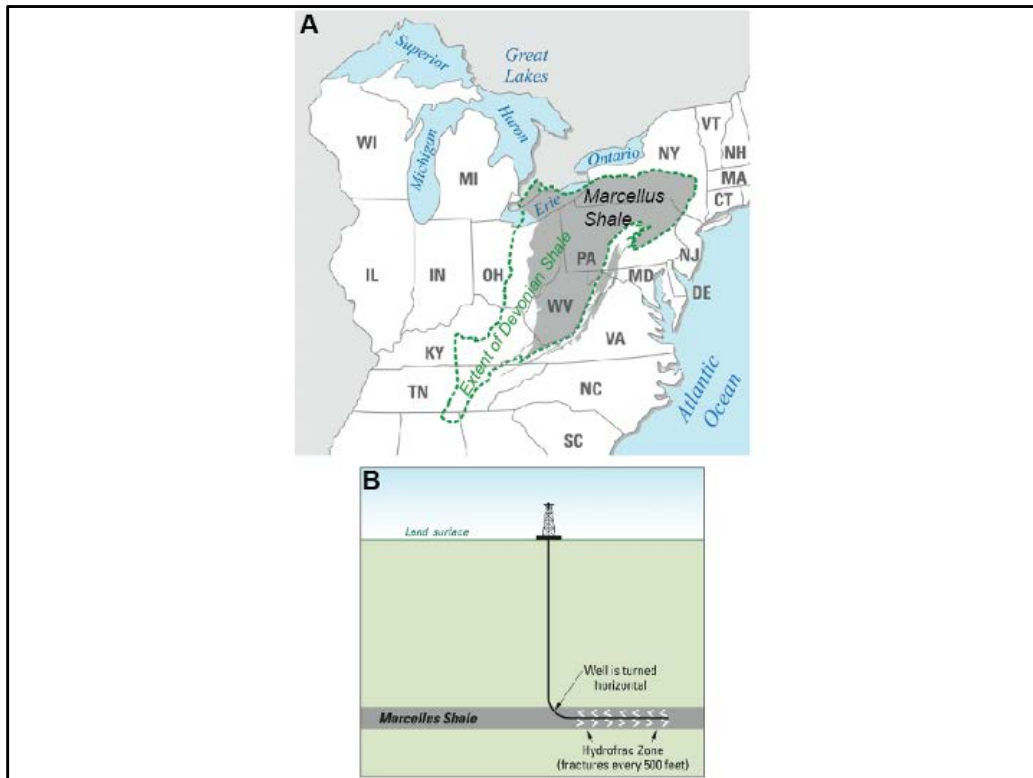 A
Superior
Great
Lakes
Huron
Michigan
Ontario
Erie
WI
MI
NY
VT
NH
MA
CT
Marcellus
Shale
PA
NJ
MD
DE
IL
IN
OH
WV
VA
KY
Extent of Devonian Shale
TN
NC
SC
Atlantic
Ocean
B
Land surface
Well is turned
horizontal
Marcellus Shale
Hydrofrac Zone
(fractures every 500 feet)